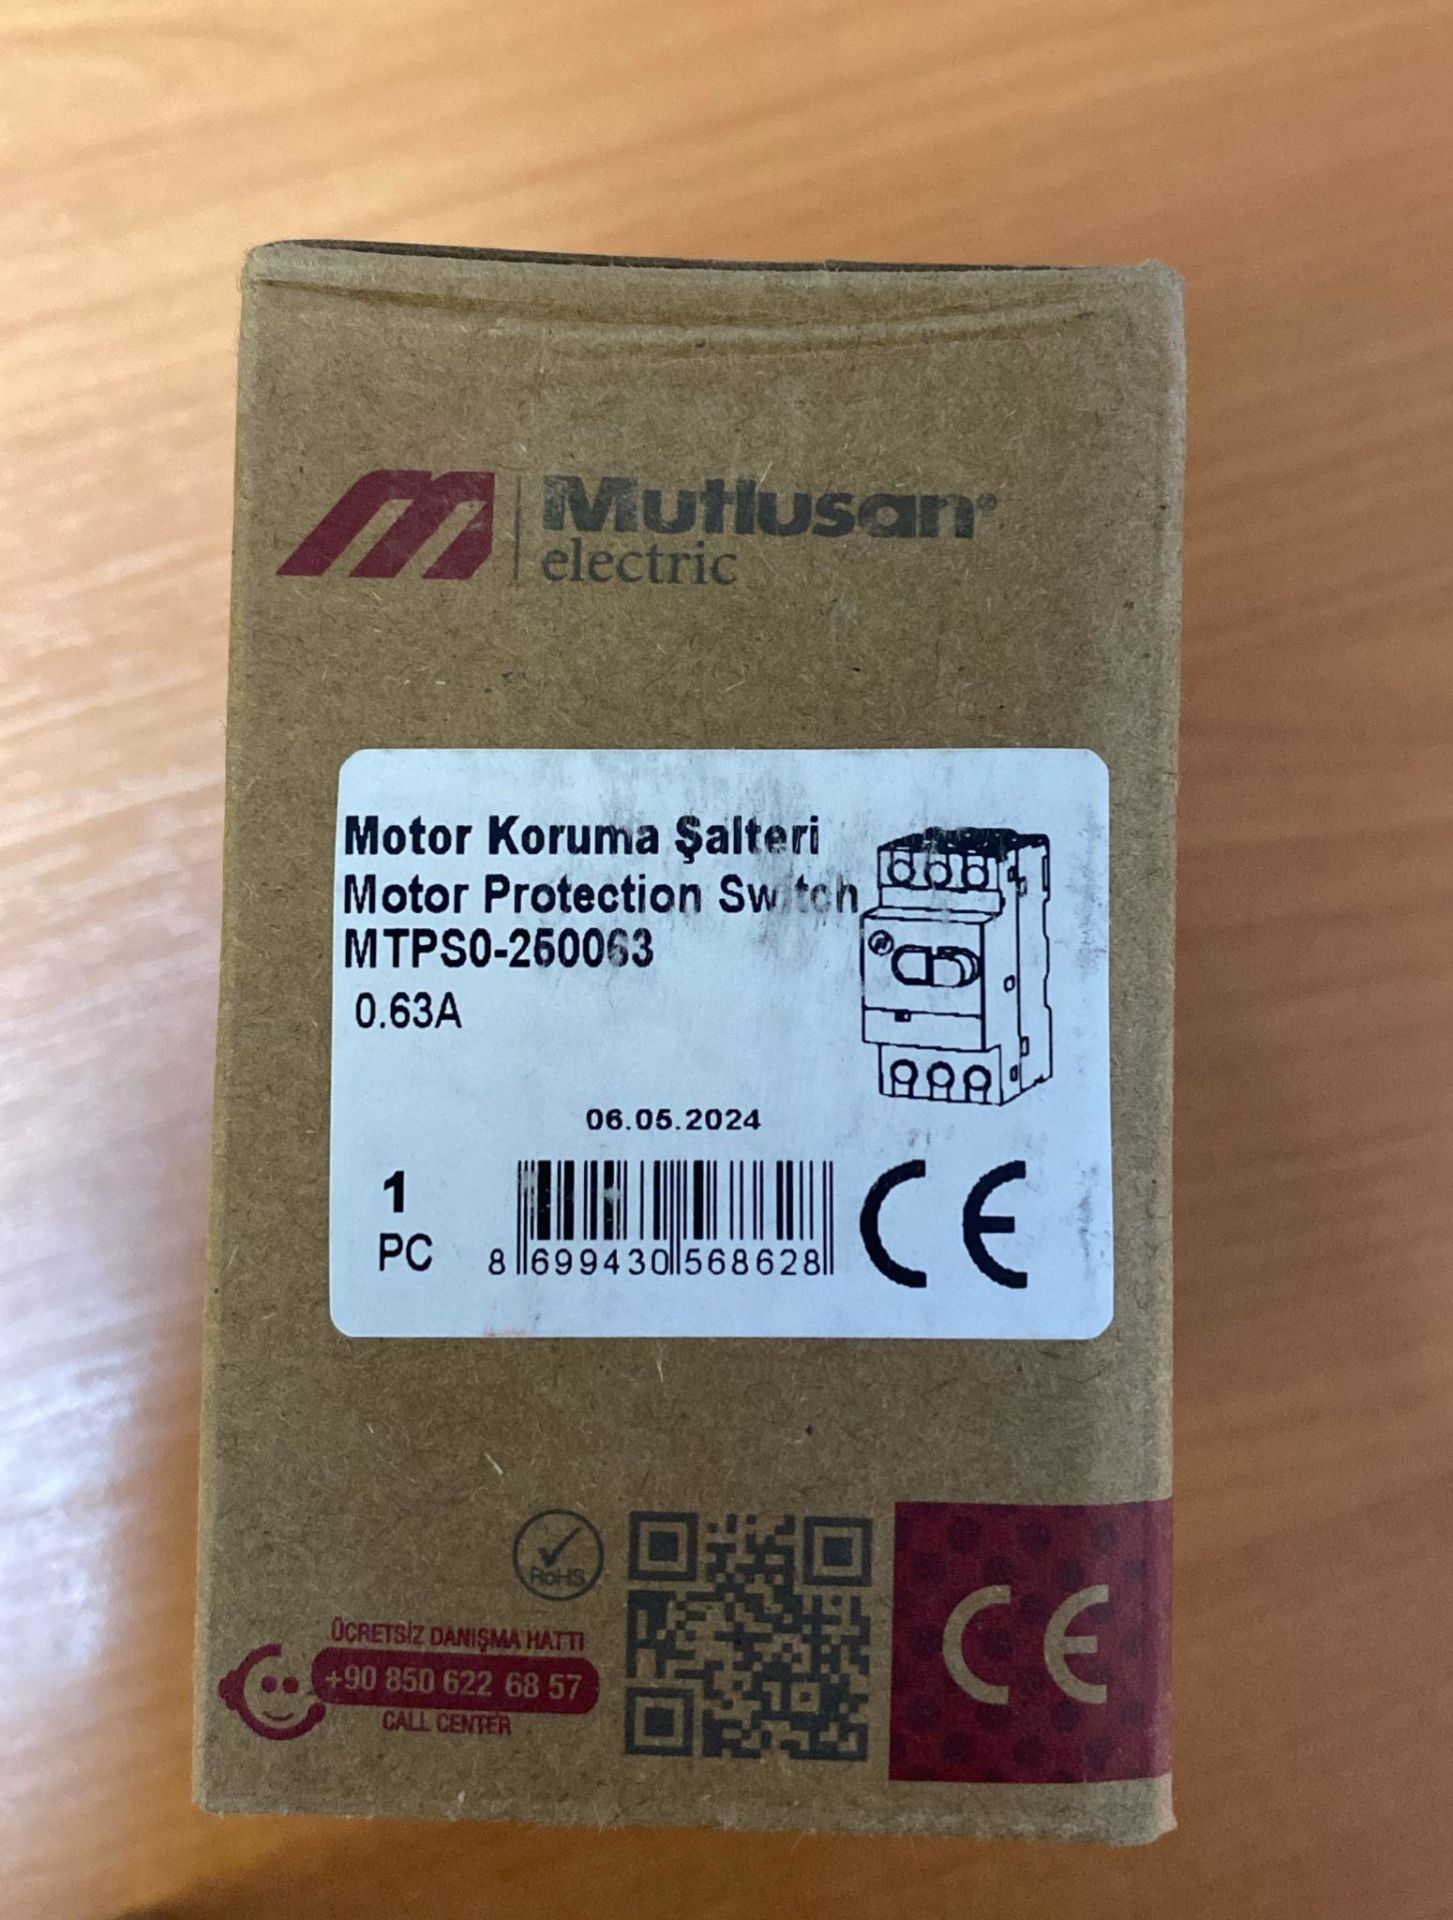 Mutlusan®
electric
Motor Koruma Şalteri
Motor Protection Switch
MTPS0-250063
0.63A
06.05.2024
1
PC
8 699430 568628
CE
RoHS
ÜCRETSİZ DANIŞMA HATTI
+90 850 622 68 57
CALL CENTER
CE